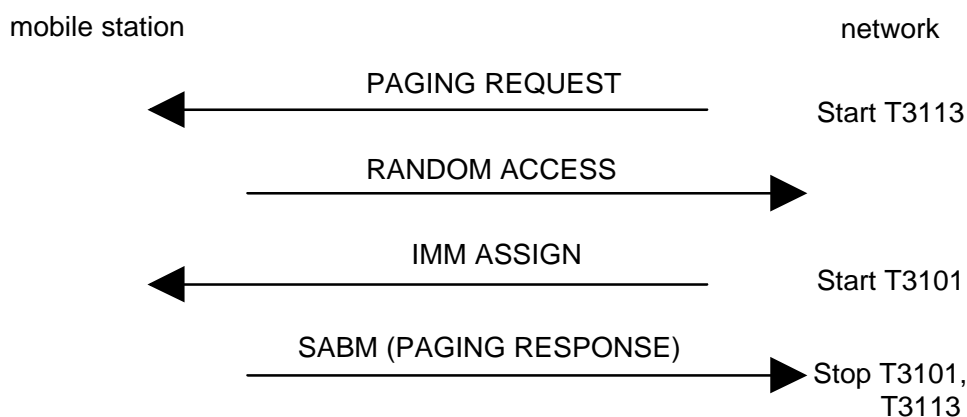 mobile station
network
PAGING REQUEST
Start T3113
RANDOM ACCESS
IMM ASSIGN
Start T3101
SABM (PAGING RESPONSE)
Stop T3101,
T3113